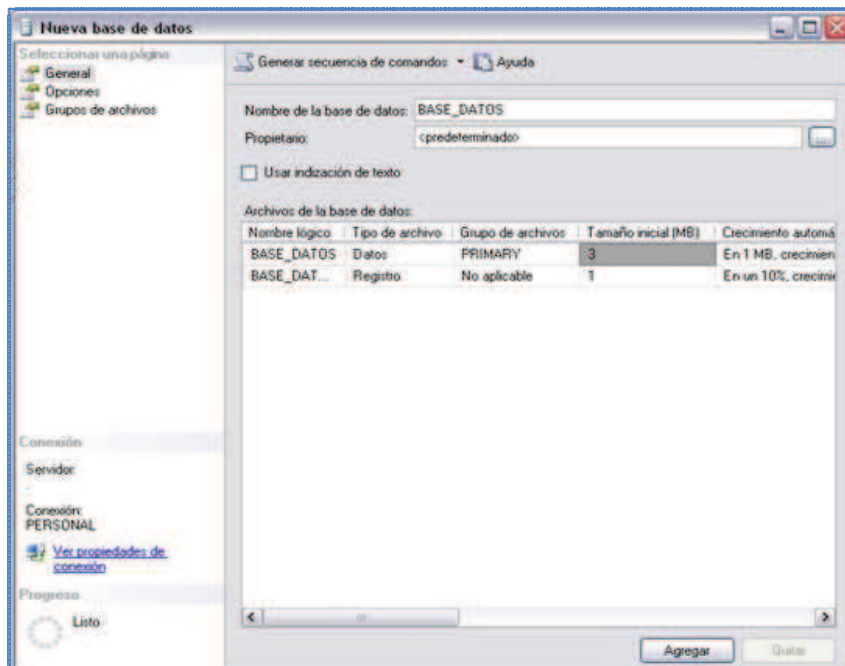 Nueva base de datos
Seleccionar una página
General
Opciones
Grupos de archivos
Generar secuencia de comandos
Ayuda
Nombre de la base de datos: BASE_DATOS
Propietario: <predeterminado> ...
Usar indización de texto
Archivos de la base de datos:
Nombre lógico Tipo de archivo Grupo de archivos Tamaño inicial (MB) Crecimiento automá
BASE_DATOS Datos PRIMARY 3 En 1 MB, crecimien
BASE_DAT... Registro No aplicable 1 En un 10%, crecimie
Conexión
Servidor:
.
Conexión:
PERSONAL
Ver propiedades de
conexión
Progreso
Listo
Agregar Quitar